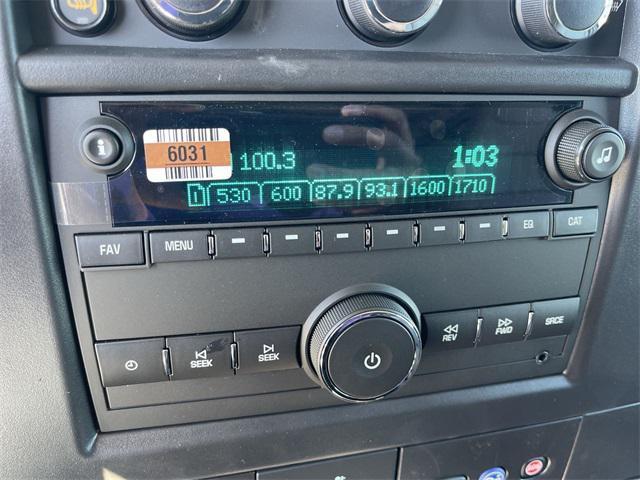 6031
100.3 1:03
1 530 600 87.9 93.1 1600 1710
i
FAV MENU EQ CAT
SEEK SEEK REV FWD SRCE